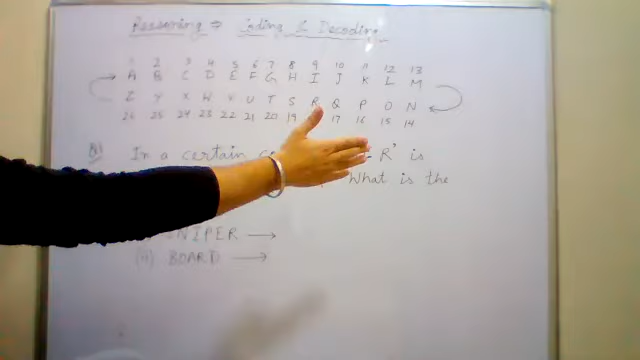 Reasoning ⇒ Coding & Decoding
1 2 3 4 5 6 7 8 9 10 11 12 13
A B C D E F G H I J K L M
Z Y X W V U T S R Q P O N
26 25 24 23 22 21 20 19 17 16 15 14
Q1 In a certain R' is
What is the
NIPER →
(ii) BOARD →